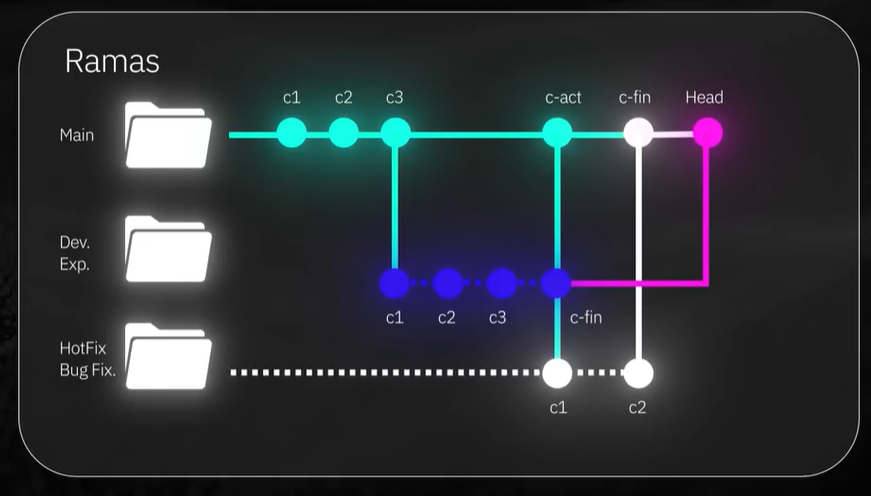 Ramas
c1 c2 c3 c-act c-fin Head
Main
Dev.
Exp.
c1 c2 c3 c-fin
HotFix
Bug Fix.
c1 c2